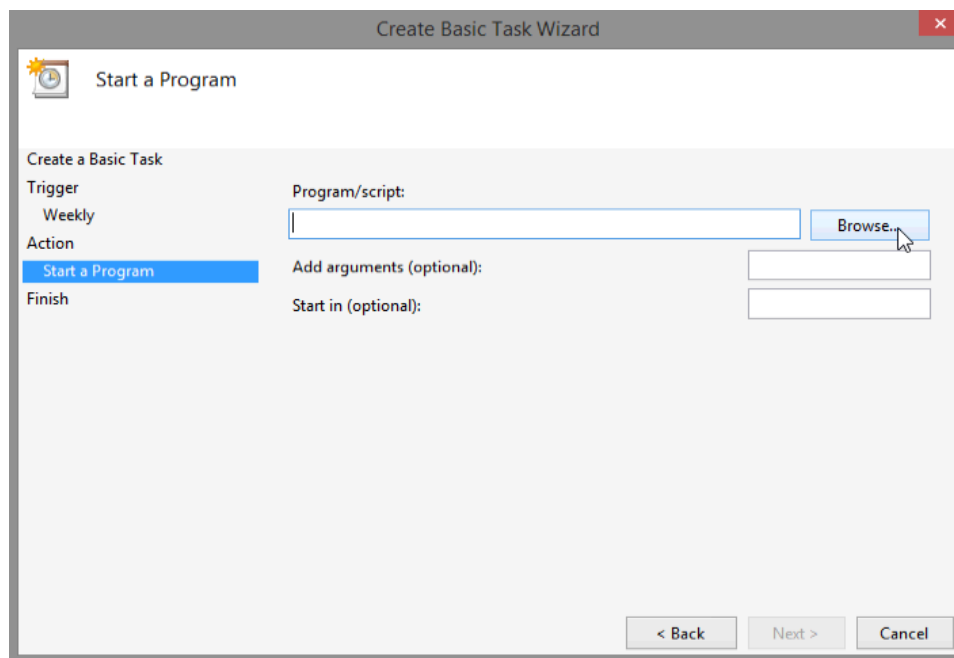 Create Basic Task Wizard
Start a Program
Create a Basic Task
Trigger
Weekly
Action
Start a Program
Finish
Program/script:
Browse...
Add arguments (optional):
Start in (optional):
< Back
Next >
Cancel